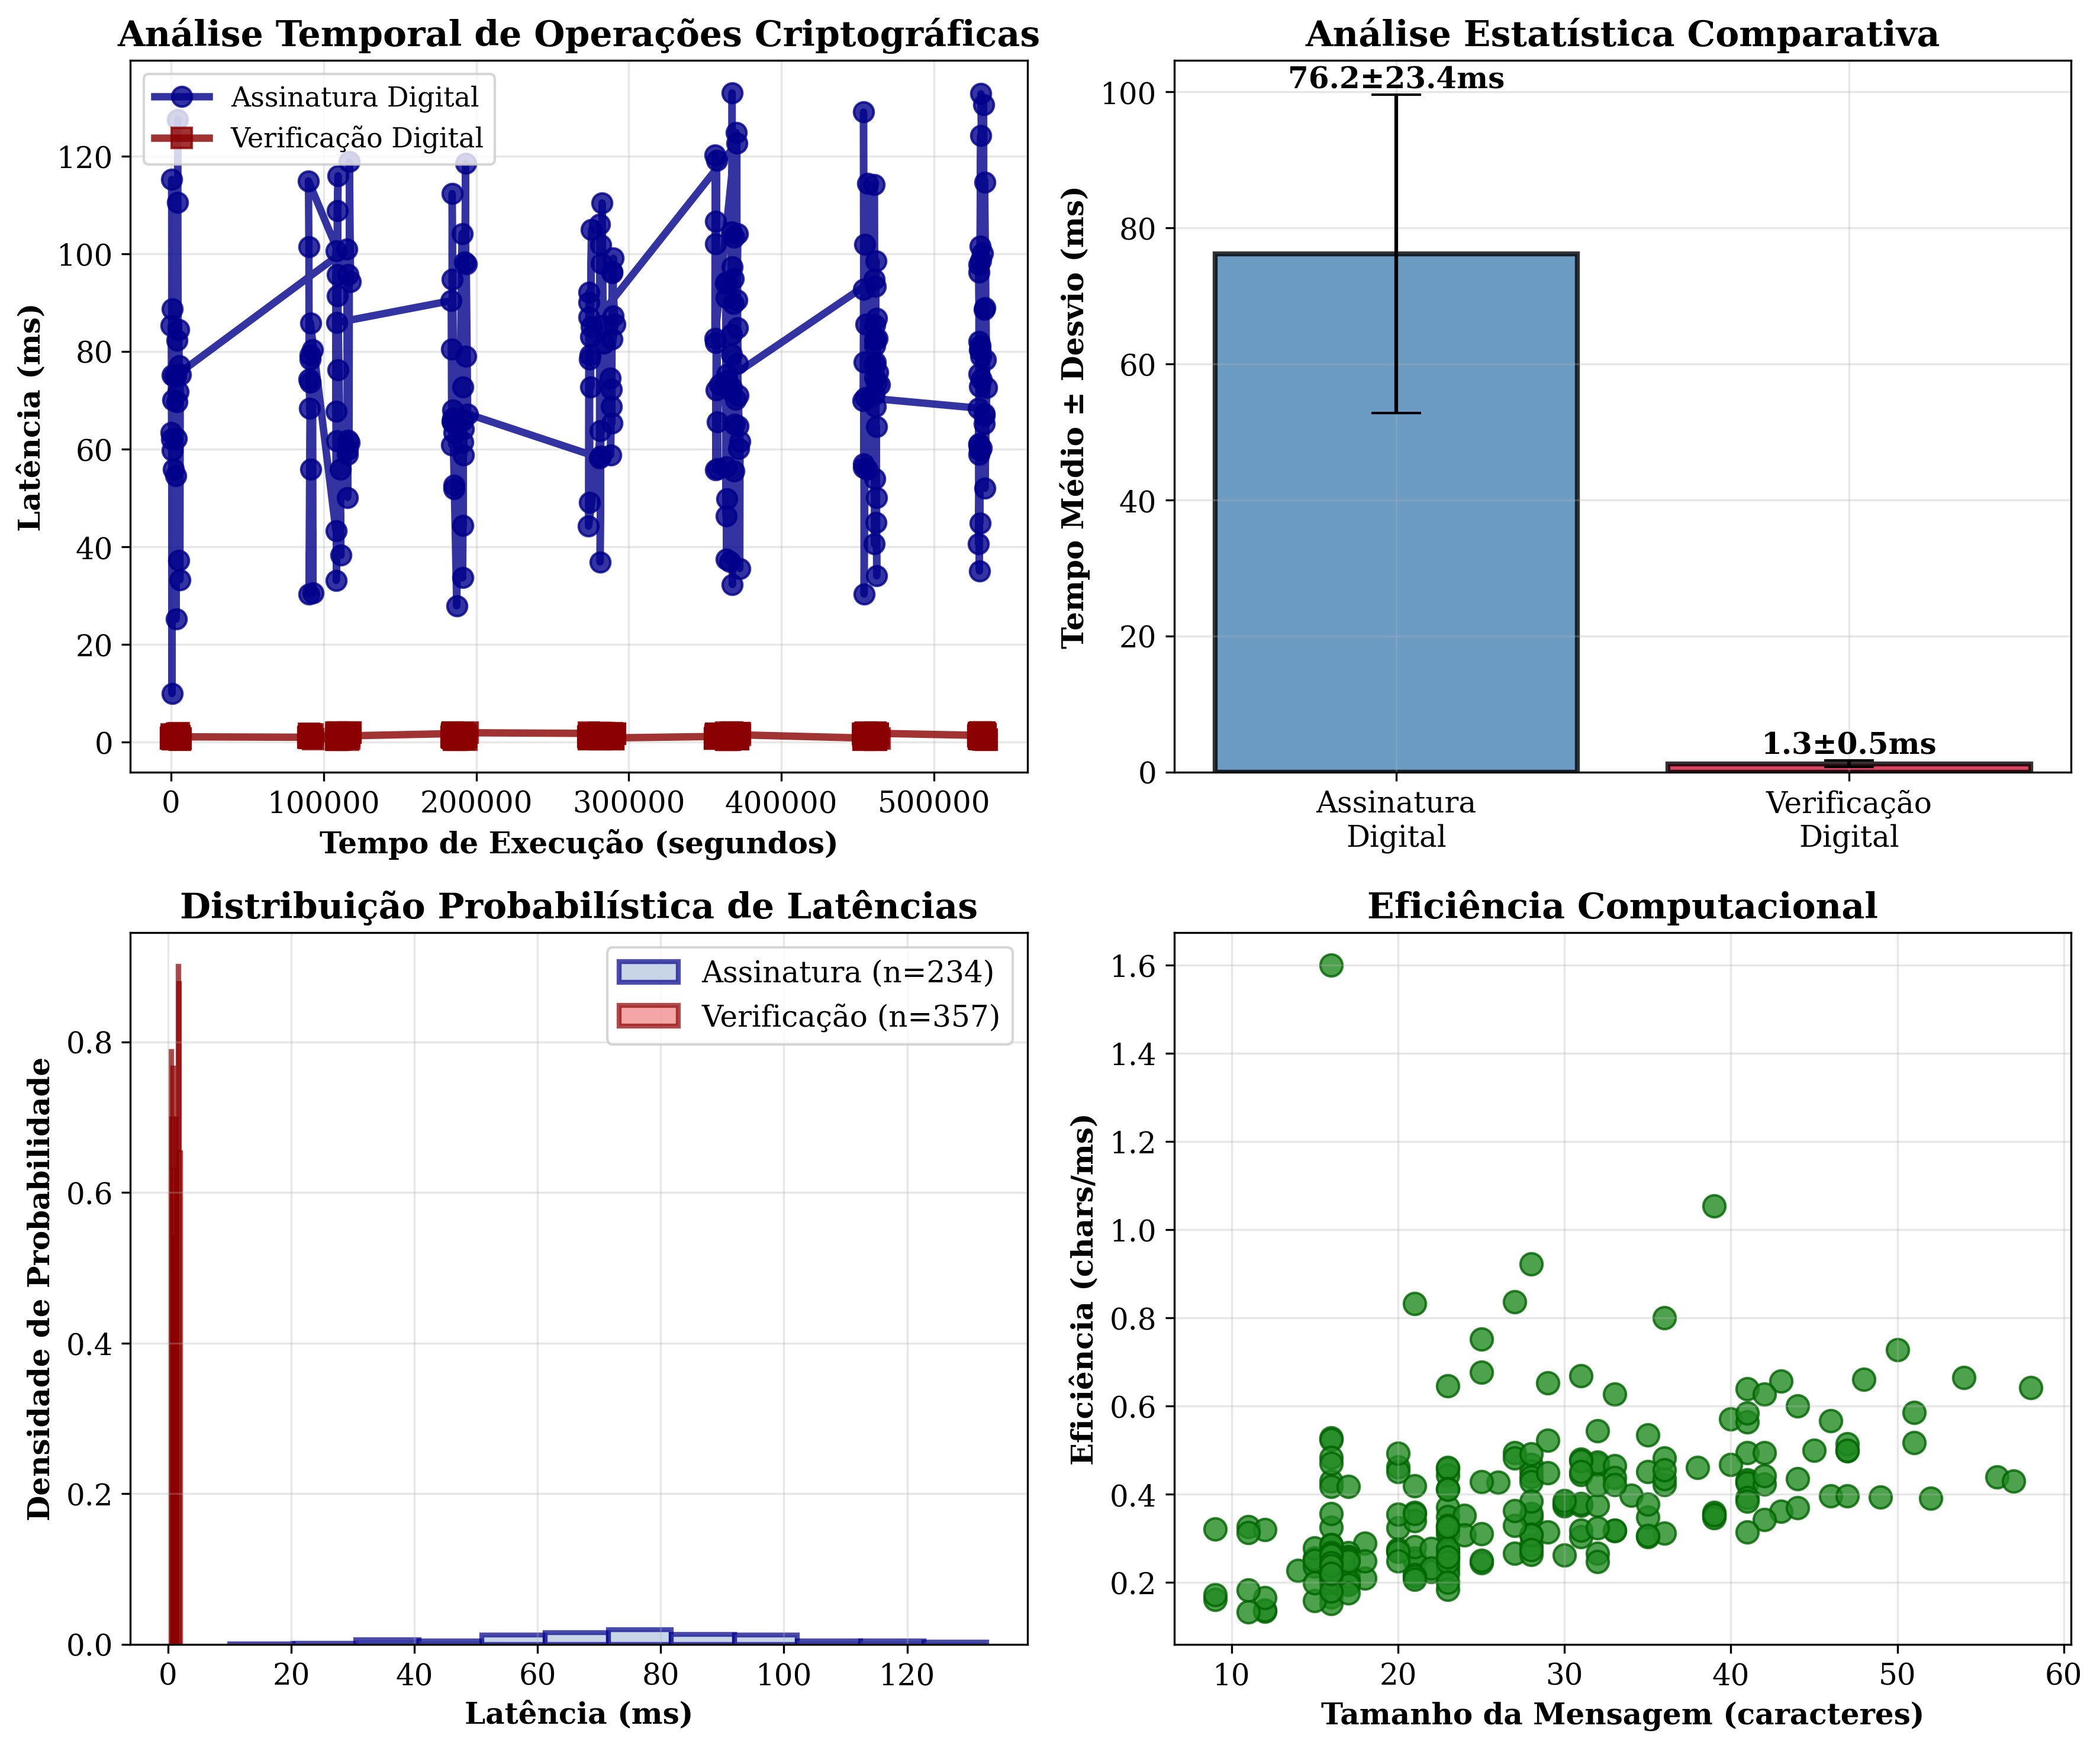 Análise Temporal de Operações Criptográficas
Latência (ms)
120
100
80
60
40
20
0
Assinatura Digital
Verificação Digital
0
100000
200000
300000
400000
500000
Tempo de Execução (segundos)
Análise Estatística Comparativa
Tempo Médio ± Desvio (ms)
100
80
60
40
20
0
76.2±23.4ms
1.3±0.5ms
Assinatura
Digital
Verificação
Digital
Distribuição Probabilística de Latências
Densidade de Probabilidade
0.8
0.6
0.4
0.2
0.0
Assinatura (n=234)
Verificação (n=357)
0
20
40
60
80
100
120
Latência (ms)
Eficiência Computacional
Eficiência (chars/ms)
1.6
1.4
1.2
1.0
0.8
0.6
0.4
0.2
10
20
30
40
50
60
Tamanho da Mensagem (caracteres)